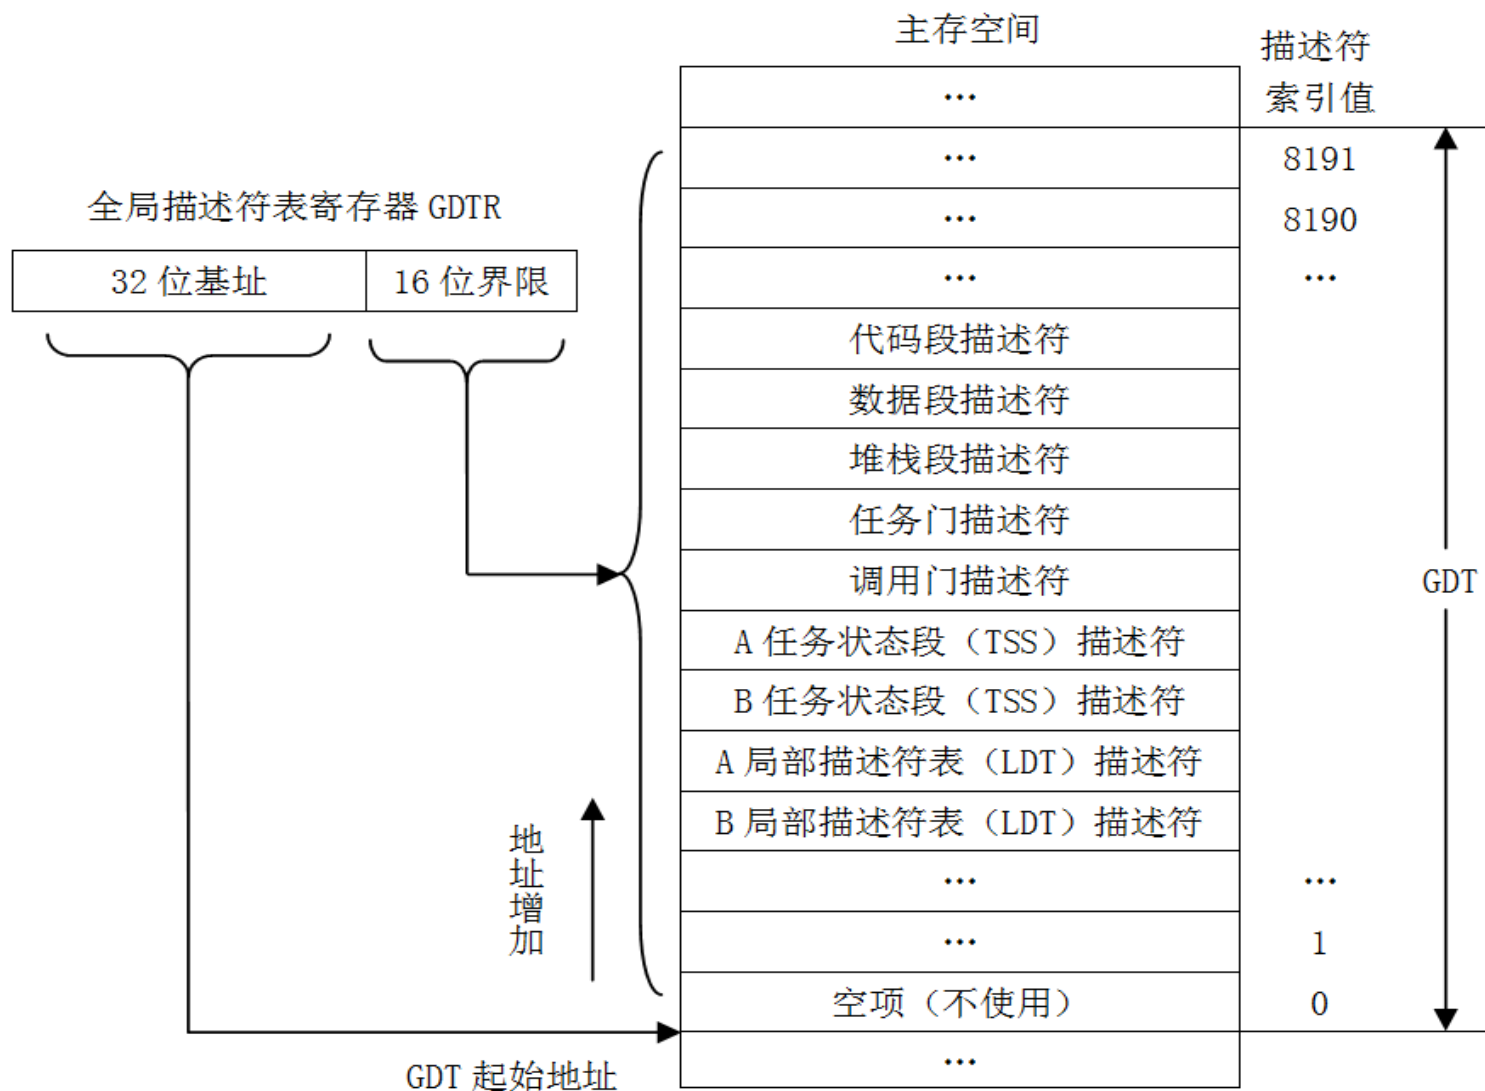 主存空间
描述符
索引值
…
… 8191
全局描述符表寄存器 GDTR
… 8190
32 位基址 16 位界限
… …
代码段描述符
数据段描述符
堆栈段描述符
任务门描述符
调用门描述符
GDT
A 任务状态段（TSS）描述符
B 任务状态段（TSS）描述符
A 局部描述符表（LDT）描述符
B 局部描述符表（LDT）描述符
地址增加
… …
… 1
空项（不使用） 0
…
GDT 起始地址